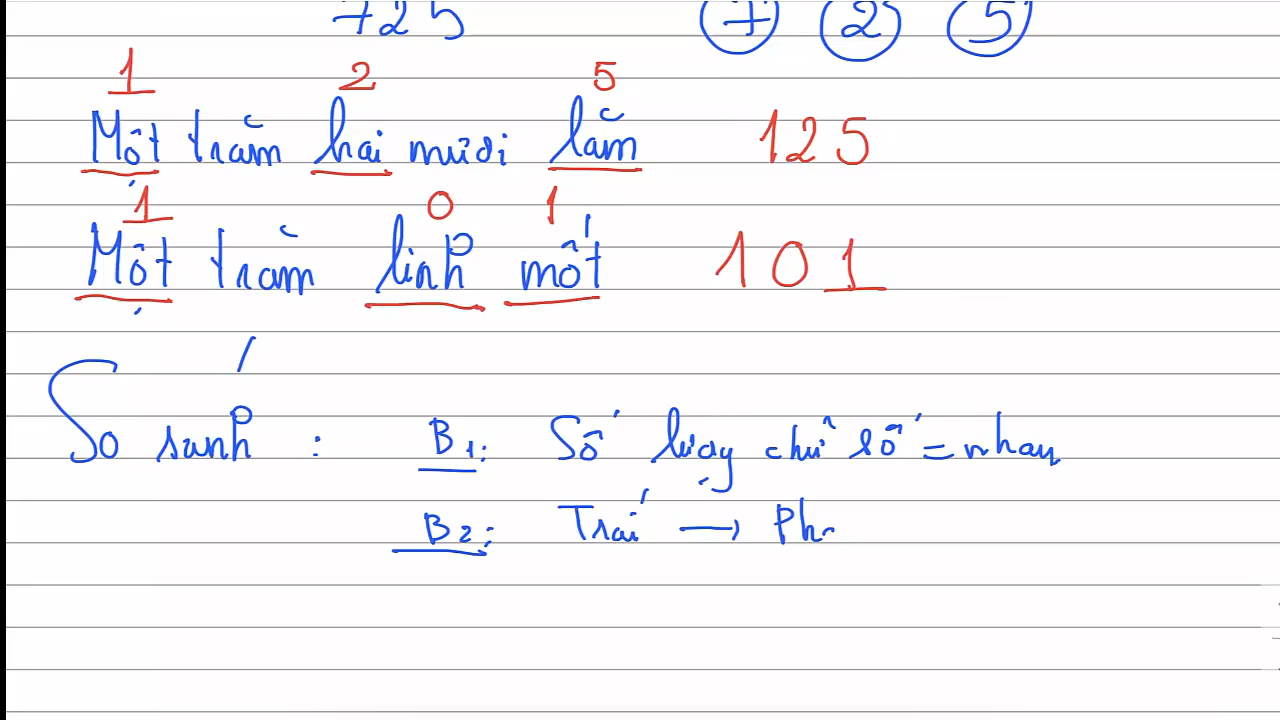 725 7 2 5
1 2 5
Một trăm hai mươi lăm 125
1 0 1
Một trăm linh mốt 101
So sánh : B1: Số lượng chữ số = nhau
B2: Trái → Ph